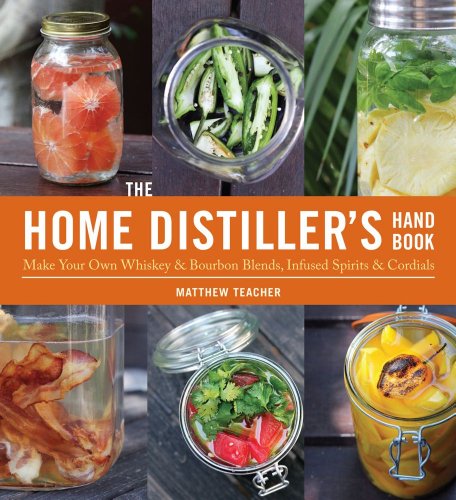 THE
HOME DISTILLER'S HAND
BOOK
Make Your Own Whiskey & Bourbon Blends, Infused Spirits & Cordials
MATTHEW TEACHER